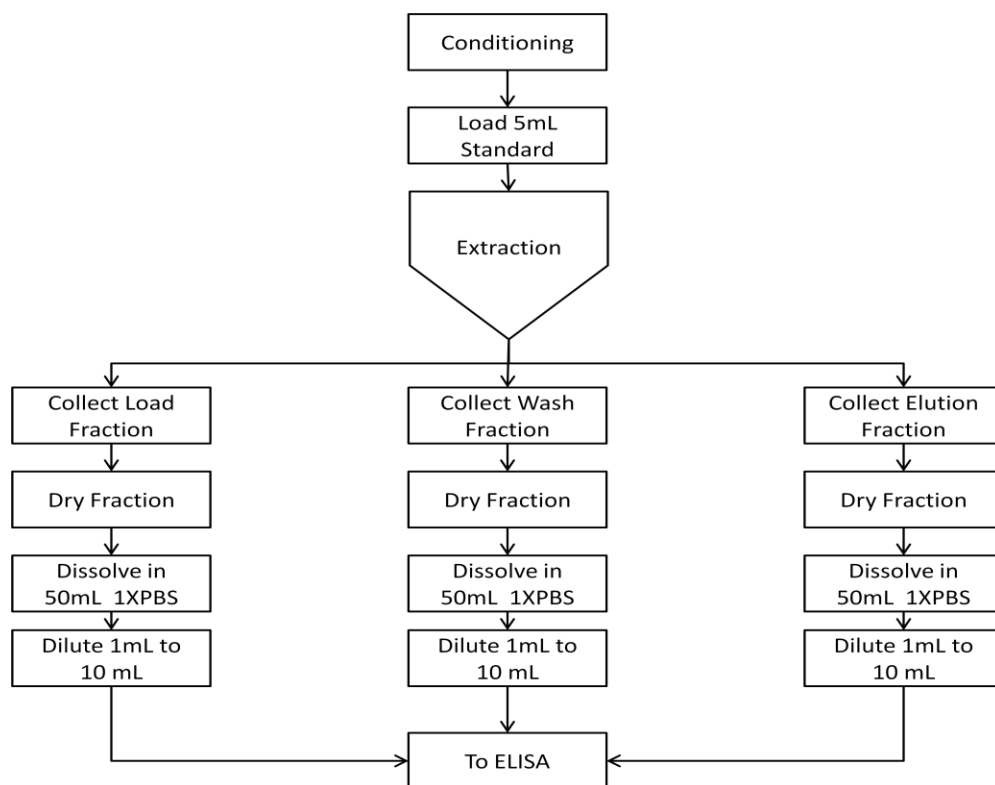 Conditioning
Load 5mL
Standard
Extraction
Collect Load
Fraction
Collect Wash
Fraction
Collect Elution
Fraction
Dry Fraction
Dry Fraction
Dry Fraction
Dissolve in
50mL 1XPBS
Dissolve in
50mL 1XPBS
Dissolve in
50mL 1XPBS
Dilute 1mL to
10 mL
Dilute 1mL to
10 mL
Dilute 1mL to
10 mL
To ELISA